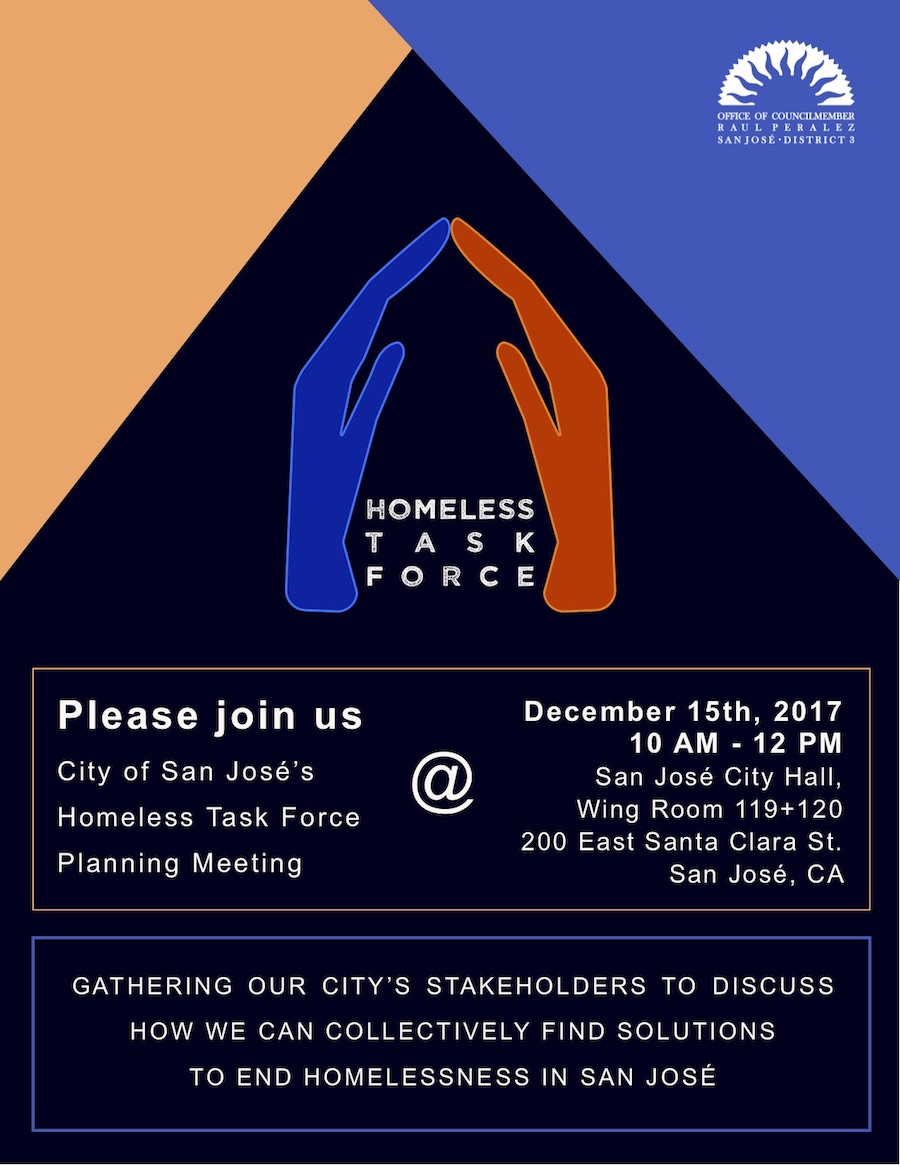 OFFICE OF COUNCILMEMBER
RAUL PERALEZ
SAN JOSÉ • DISTRICT 3
HOMELESS
TASK
FORCE
Please join us
City of San José’s
Homeless Task Force
Planning Meeting
@
December 15th, 2017
10 AM - 12 PM
San José City Hall,
Wing Room 119+120
200 East Santa Clara St.
San José, CA
GATHERING OUR CITY’S STAKEHOLDERS TO DISCUSS
HOW WE CAN COLLECTIVELY FIND SOLUTIONS
TO END HOMELESSNESS IN SAN JOSÉ